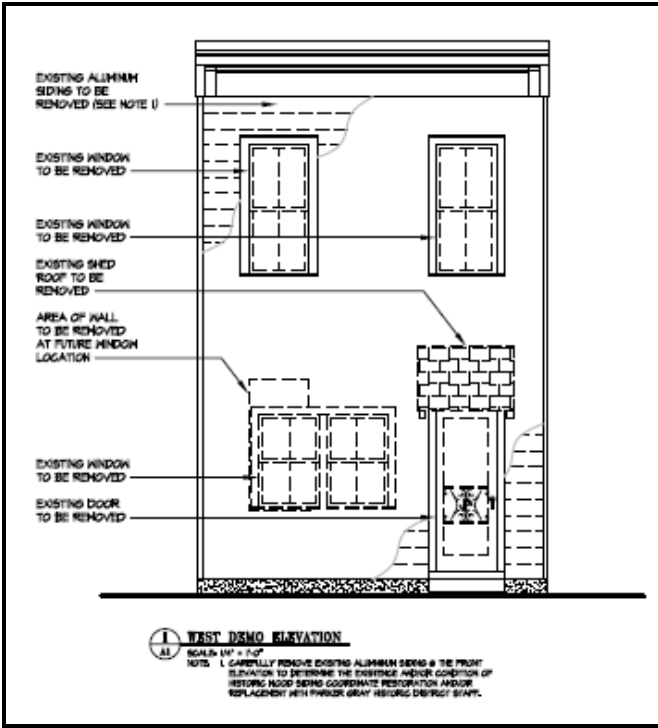 EXISTING ALUMINUM
SIDING TO BE
REMOVED (SEE NOTE 1)
EXISTING WINDOW
TO BE REMOVED
EXISTING WINDOW
TO BE REMOVED
EXISTING SHED
ROOF TO BE
REMOVED
AREA OF WALL
TO BE REMOVED
AT FUTURE WINDOW
LOCATION
EXISTING WINDOW
TO BE REMOVED
EXISTING DOOR
TO BE REMOVED
1
A1
WEST DEMO ELEVATION
SCALE: 1/4" = 1'-0"
NOTE: 1. CAREFULLY REMOVE EXISTING ALUMINUM SIDING @ THE FRONT
ELEVATION TO DETERMINE THE EXISTENCE AND/OR CONDITION OF
HISTORIC WOOD SIDING COORDINATE RESTORATION AND/OR
REPLACEMENT WITH PARKER GRAY HISTORIC DISTRICT STAFF.